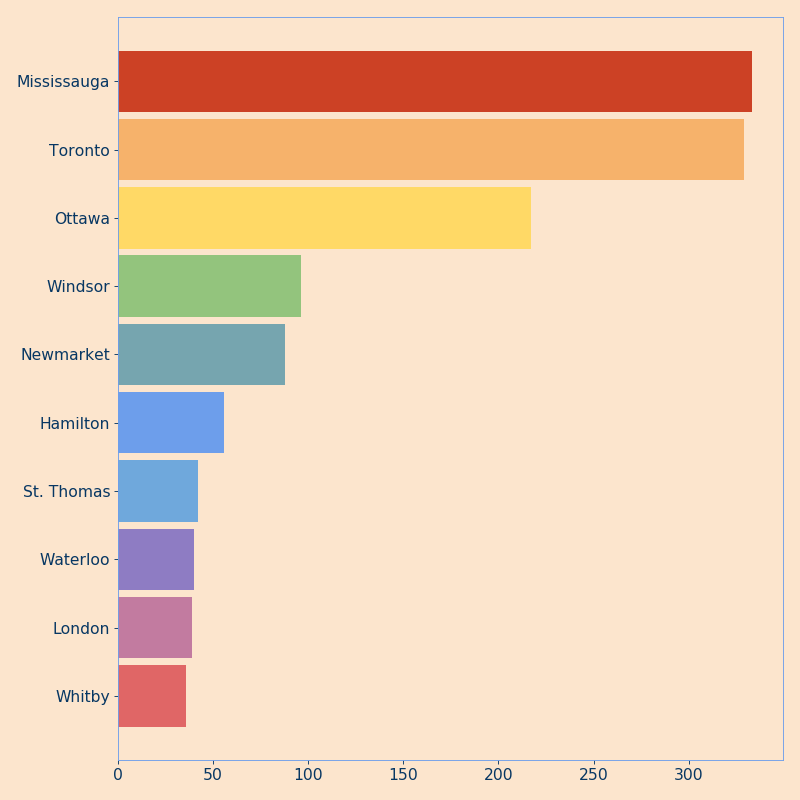 Mississauga
Toronto
Ottawa
Windsor
Newmarket
Hamilton
St. Thomas
Waterloo
London
Whitby
0 50 100 150 200 250 300